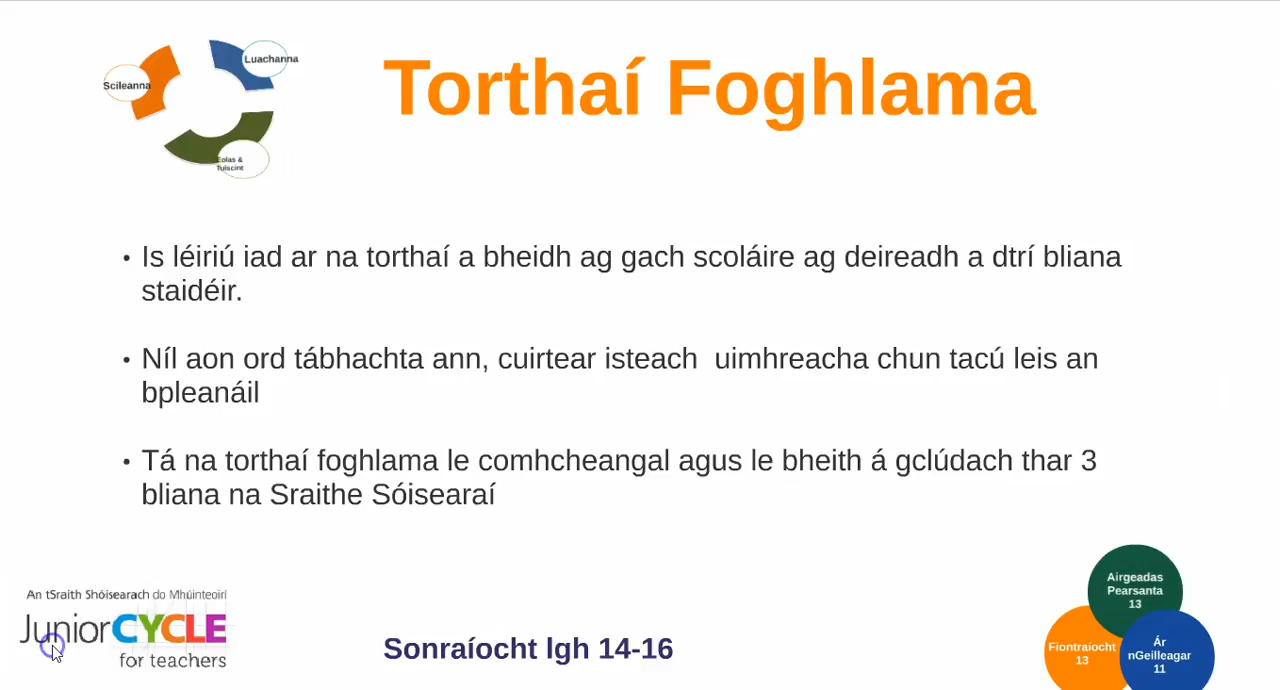 Luachanna
Scileanna
Eolas &
Tuiscint
Torthaí Foghlama
• Is léiriú iad ar na torthaí a bheidh ag gach scoláire ag deireadh a dtrí bliana
staidéir.
• Níl aon ord tábhachta ann, cuirtear isteach uimhreacha chun tacú leis an
bpleanáil
• Tá na torthaí foghlama le comhcheangal agus le bheith á gclúdach thar 3
bliana na Sraithe Sóisearaí
An tSraith Shóisearach do Mhúinteoirí
JuniorCYCLE
for teachers
Sonraíocht lgh 14-16
Airgeadas
Pearsanta
13
Fiontraíocht
13
Ár
nGeilleagar
11